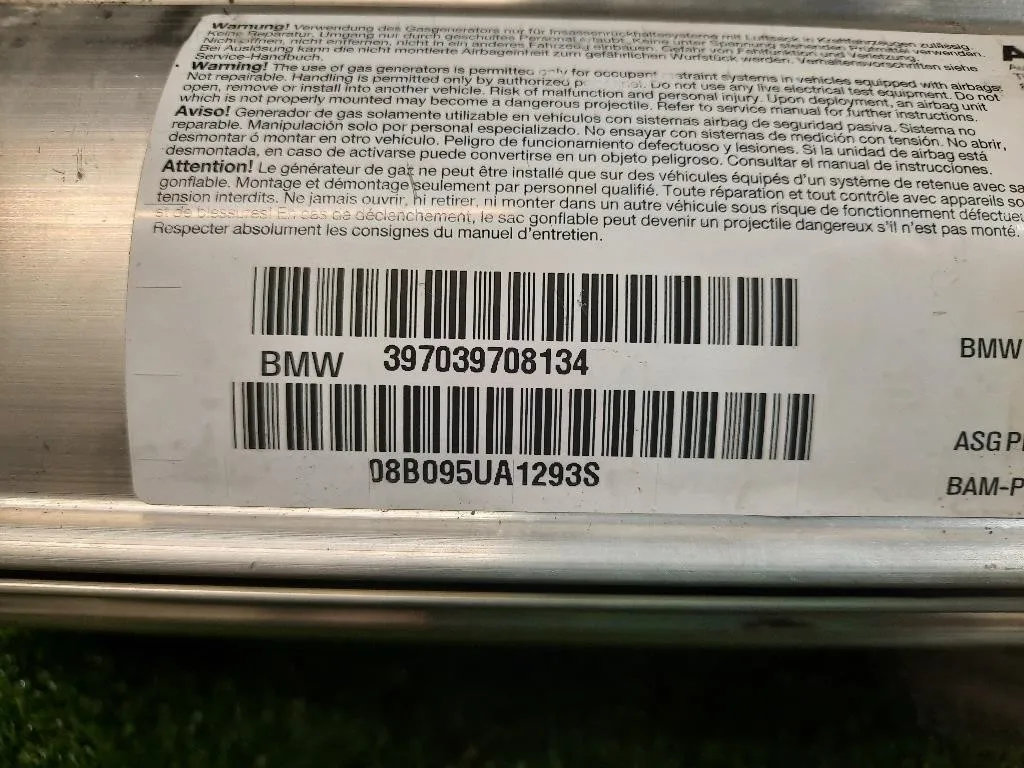 Warnung! Verwendung des Gasgenerators nur für Insassenrückhaltesysteme mit Luftsack in Kraftfahrzeugen zulässig.
Keine Reparatur, Umgang nur durch geschultes Personal erlaubt. Keine unter Spannung stehenden Prüfmittel verwenden.
Nicht öffnen, nicht entfernen, nicht in ein anderes Fahrzeug einbauen. Gefahr von Fehlfunktion und Verletzung.
Bei Auslösung kann die nicht montierte Airbageinheit zum gefährlichen Wurfstück werden. Verhaltensvorschriften siehe
Service-Handbuch.
Warning! The use of gas generators is permitted only for occupant straint systems in vehicles equipped with airbags.
Not repairable. Handling is permitted only by authorized p Do not use any live electrical test equipment. Do not
open, remove or install into another vehicle. Risk of malfunction and personal injury. Upon deployment, an airbag unit
which is not properly mounted may become a dangerous projectile. Refer to service manual for further instructions.
Aviso! Generador de gas solamente utilizable en vehículos con sistemas airbag de seguridad pasiva. Sistema no
reparable. Manipulación solo por personal especializado. No ensayar con sistemas de medición con tensión. No abrir,
desmontar ó montar en otro vehículo. Peligro de funcionamiento defectuoso y lesiones. Si la unidad de airbag está
desmontada, en caso de activarse puede convertirse en un objeto peligroso. Consultar el manual de instrucciones.
Attention! Le générateur de gaz ne peut être installé que sur des véhicules équipés d'un système de retenue avec sa
gonflable. Montage et démontage seulement par personnel qualifié. Toute réparation et tout contrôle avec appareils so
tension interdits. Ne jamais ouvrir, ni retirer, ni monter dans un autre véhicule sous risque de fonctionnement défectueu
et de blessures! En cas de déclenchement, le sac gonflable peut devenir un projectile dangereux s'il n'est pas monté.
Respecter absolument les consignes du manuel d'entretien.
BMW 397039708134
BMW
08B095UA1293S
ASG P
BAM-P